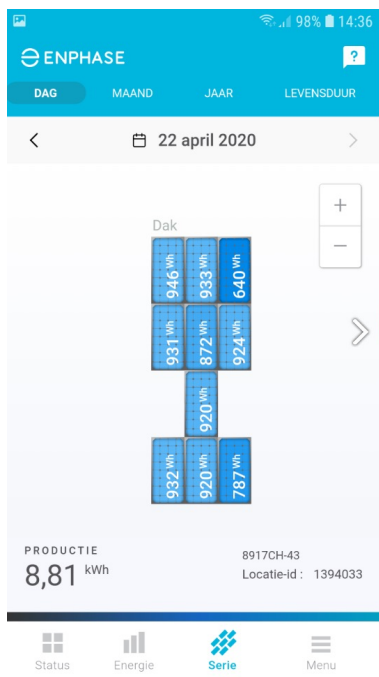 98% 14:36
ENPHASE ?
DAG MAAND JAAR LEVENSDUUR
22 april 2020
Dak
946 Wh 933 Wh 640 Wh
931 Wh 872 Wh 924 Wh
920 Wh
932 Wh 920 Wh 787 Wh
PRODUCTIE
8,81 kWh
8917CH-43
Locatie-id : 1394033
Status Energie Serie Menu